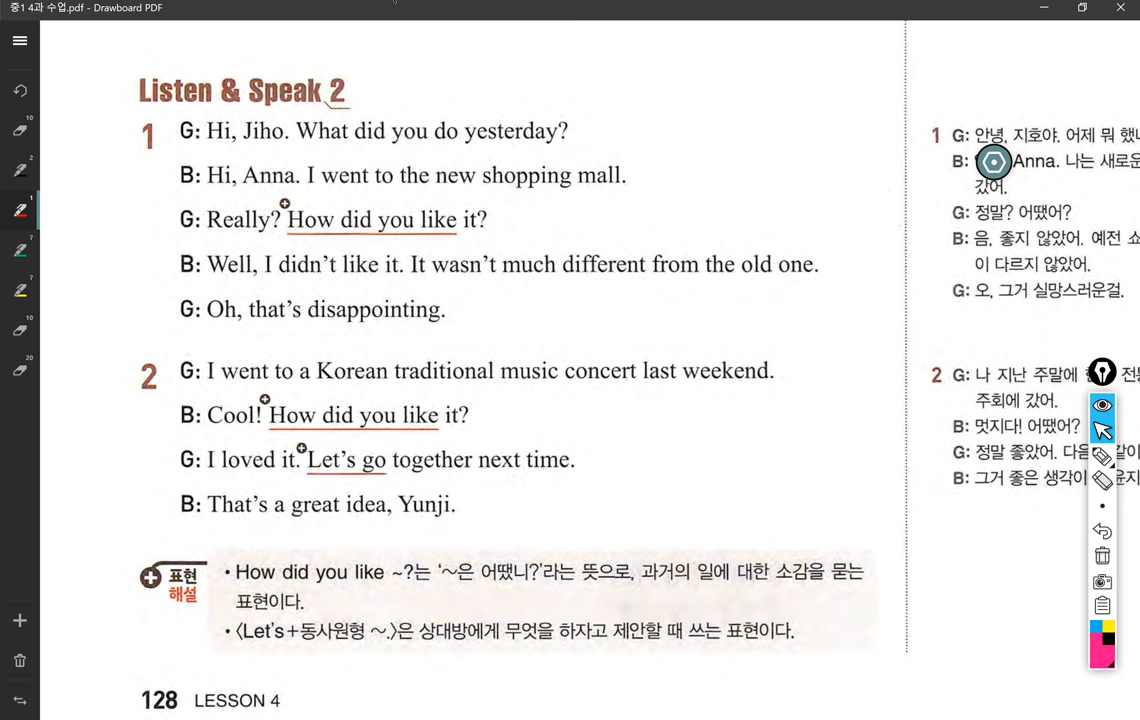 중1 4과 수업.pdf - Drawboard PDF
Listen & Speak 2
1 G: Hi, Jiho. What did you do yesterday?
B: Hi, Anna. I went to the new shopping mall.
G: Really? How did you like it?
B: Well, I didn't like it. It wasn't much different from the old one.
G: Oh, that's disappointing.
2 G: I went to a Korean traditional music concert last weekend.
B: Cool! How did you like it?
G: I loved it. Let's go together next time.
B: That's a great idea, Yunji.
표현
해설
• How did you like ~?는 '~은 어땠니?'라는 뜻으로, 과거의 일에 대한 소감을 묻는
표현이다.
• 〈Let's+동사원형 ~.〉은 상대방에게 무엇을 하자고 제안할 때 쓰는 표현이다.
128 LESSON 4
1 G: 안녕, 지호야. 어제 뭐
B: Anna. 나는
갔어.
G: 정말? 어땠어?
B: 음, 좋지 않았어. 예전
이 다르지 않았어.
G: 오, 그거 실망스러운걸.
2 G: 나 지난 주말에
주회에 갔어.
B: 멋지다! 어땠어?
G: 정말 좋았어.
B: 그거 좋은
10
2
1
7
7
10
20